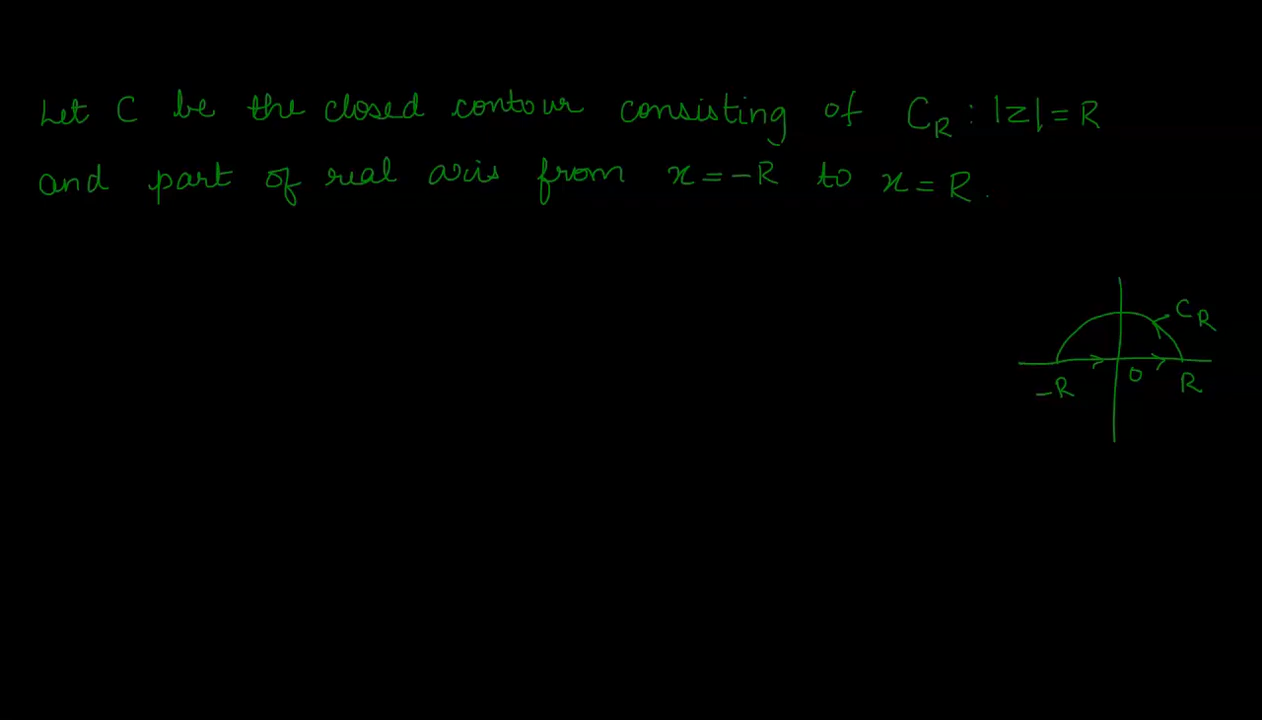 Let C be the closed contour consisting of C_R : |z| = R
and part of real axis from x = -R to x = R.
C_R
-R
0
R